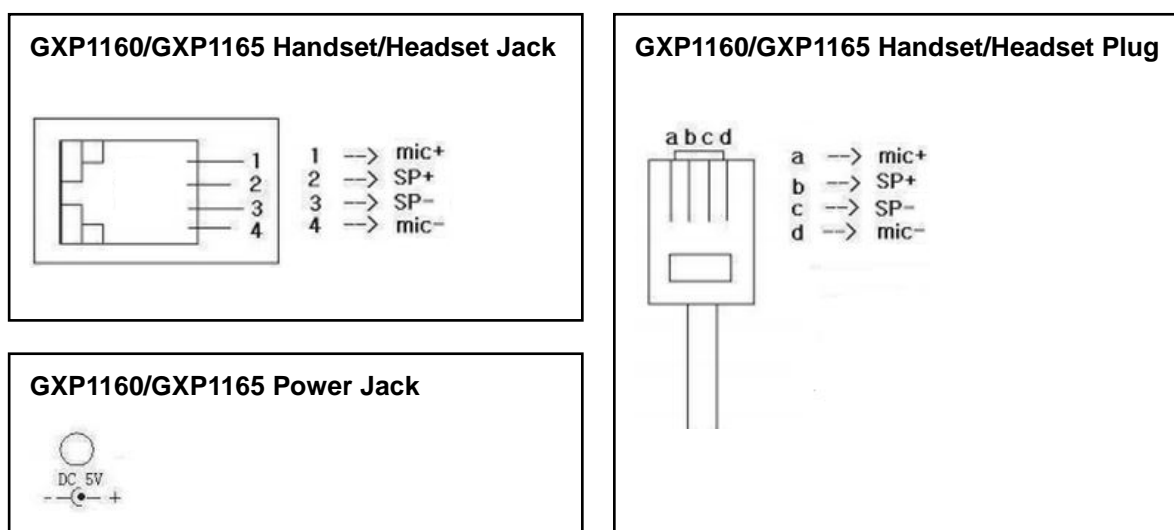 GXP1160/GXP1165 Handset/Headset Jack
1
2
3
4
1 --> mic+
2 --> SP+
3 --> SP-
4 --> mic-
GXP1160/GXP1165 Power Jack
DC 5V
- +
GXP1160/GXP1165 Handset/Headset Plug
a b c d
a --> mic+
b --> SP+
c --> SP-
d --> mic-